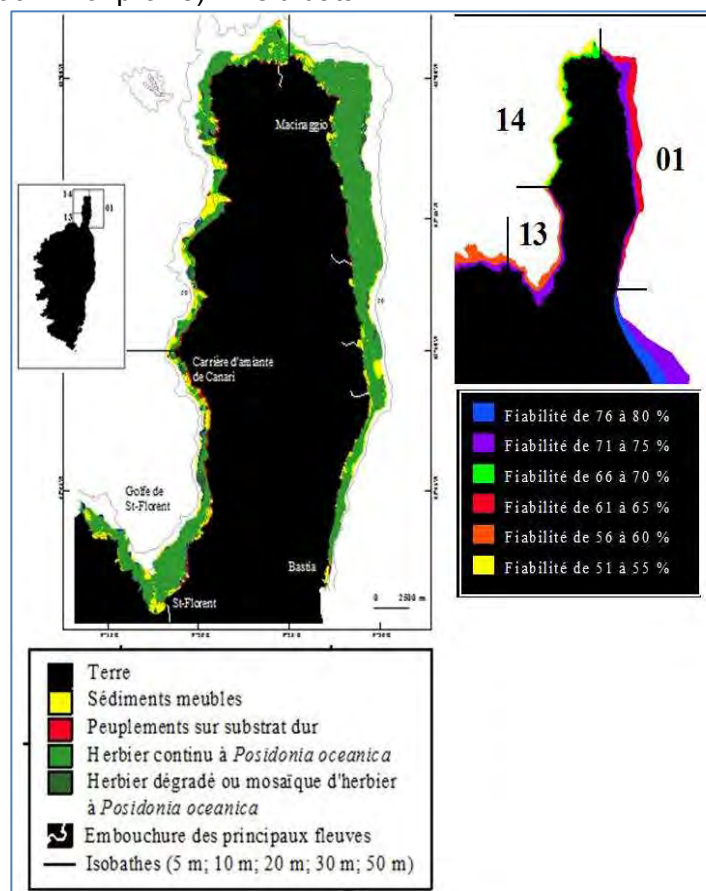 Macinaggio
14
01
13
14
01
13
Carrière d'amiante
de Canari
Golfe de
St-Florent
Bastia
St-Florent
0 2500 m
Fiabilité de 76 à 80 %
Fiabilité de 71 à 75 %
Fiabilité de 66 à 70 %
Fiabilité de 61 à 65 %
Fiabilité de 56 à 60 %
Fiabilité de 51 à 55 %
Terre
Sédiments meubles
Peuplements sur substrat dur
Herbier continu à Posidonia oceanica
Herbier dégradé ou mosaïque d'herbier
à Posidonia oceanica
Embouchure des principaux fleuves
Isobathes (5 m; 10 m; 20 m; 30 m; 50 m)